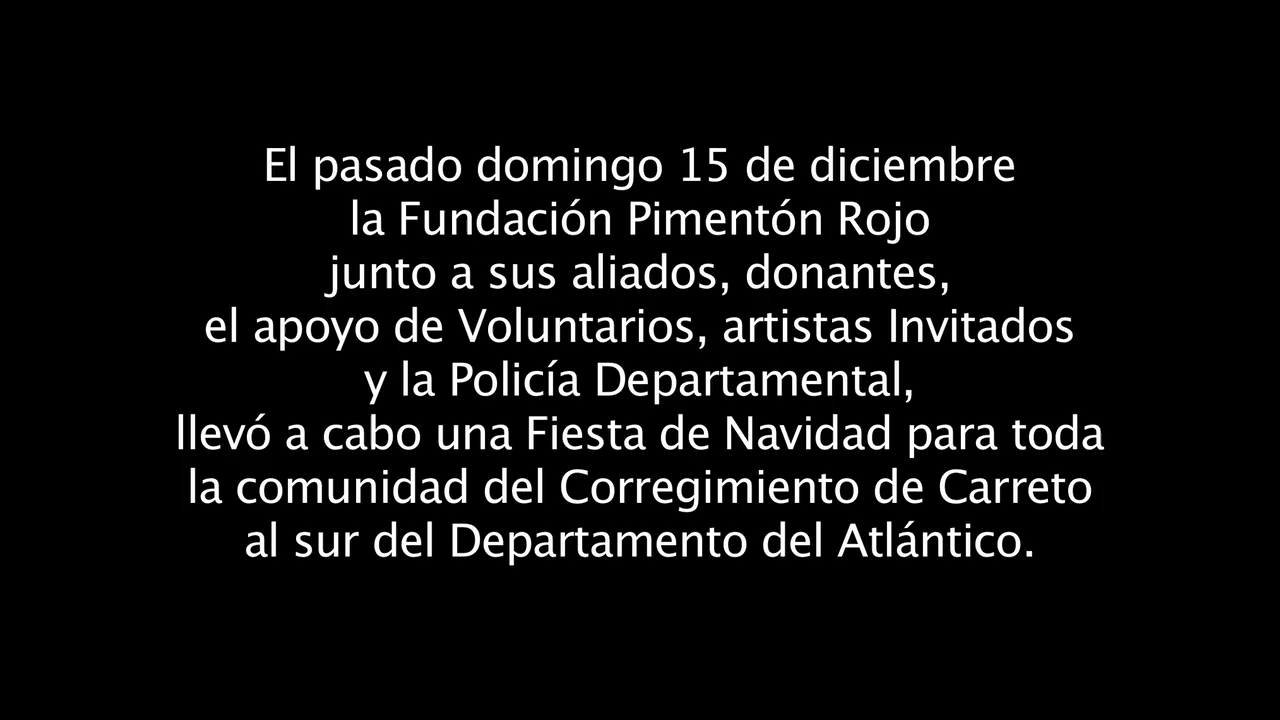 El pasado domingo 15 de diciembre
la Fundación Pimentón Rojo
junto a sus aliados, donantes,
el apoyo de Voluntarios, artistas Invitados
y la Policía Departamental,
llevó a cabo una Fiesta de Navidad para toda
la comunidad del Corregimiento de Carreto
al sur del Departamento del Atlántico.